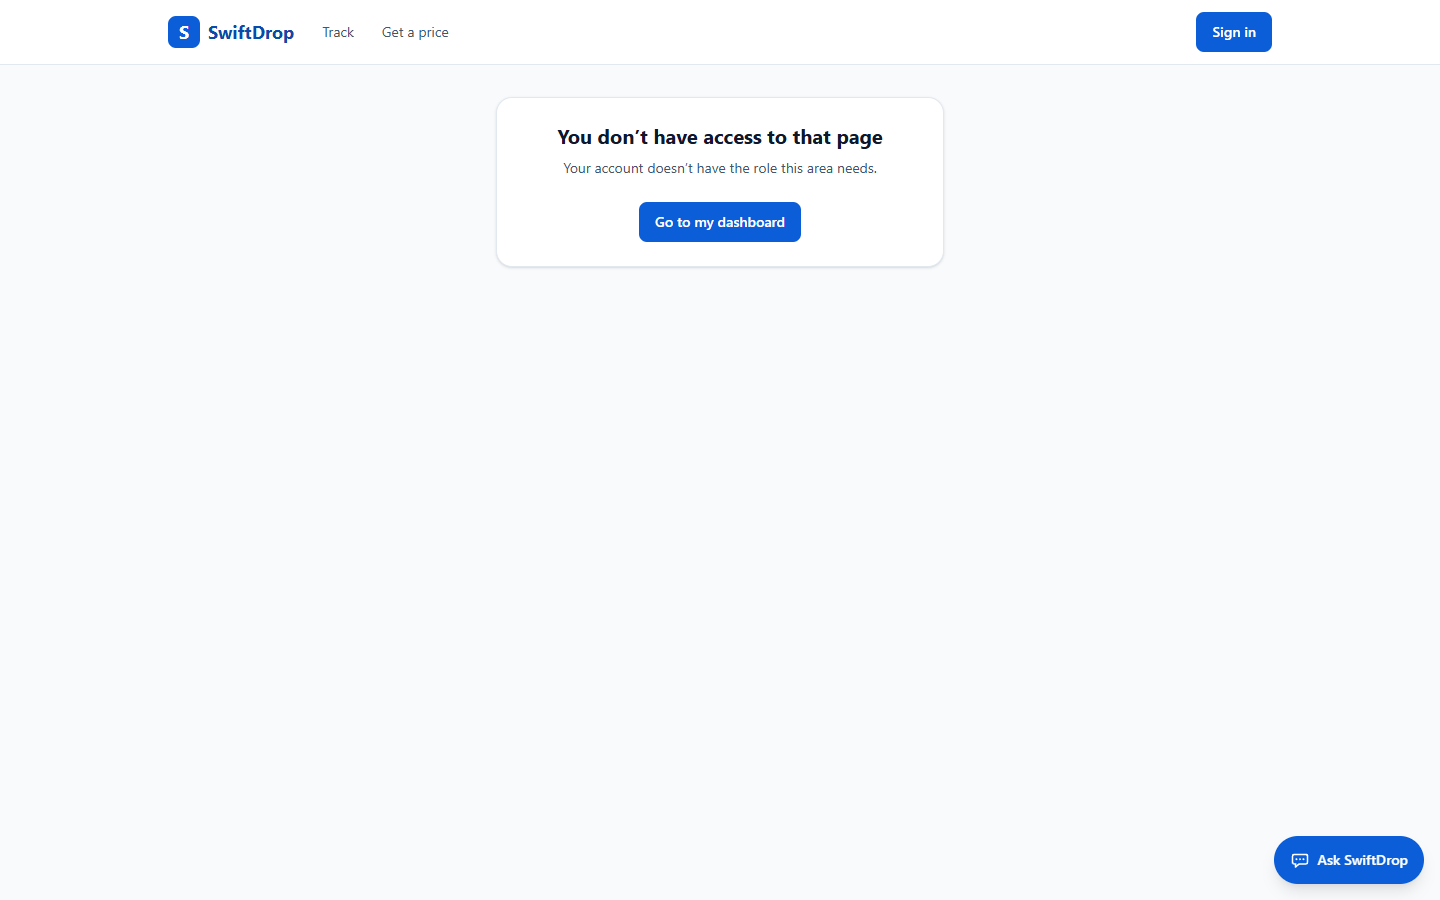 S SwiftDrop Track Get a price Sign in
You don’t have access to that page
Your account doesn’t have the role this area needs.
Go to my dashboard
Ask SwiftDrop